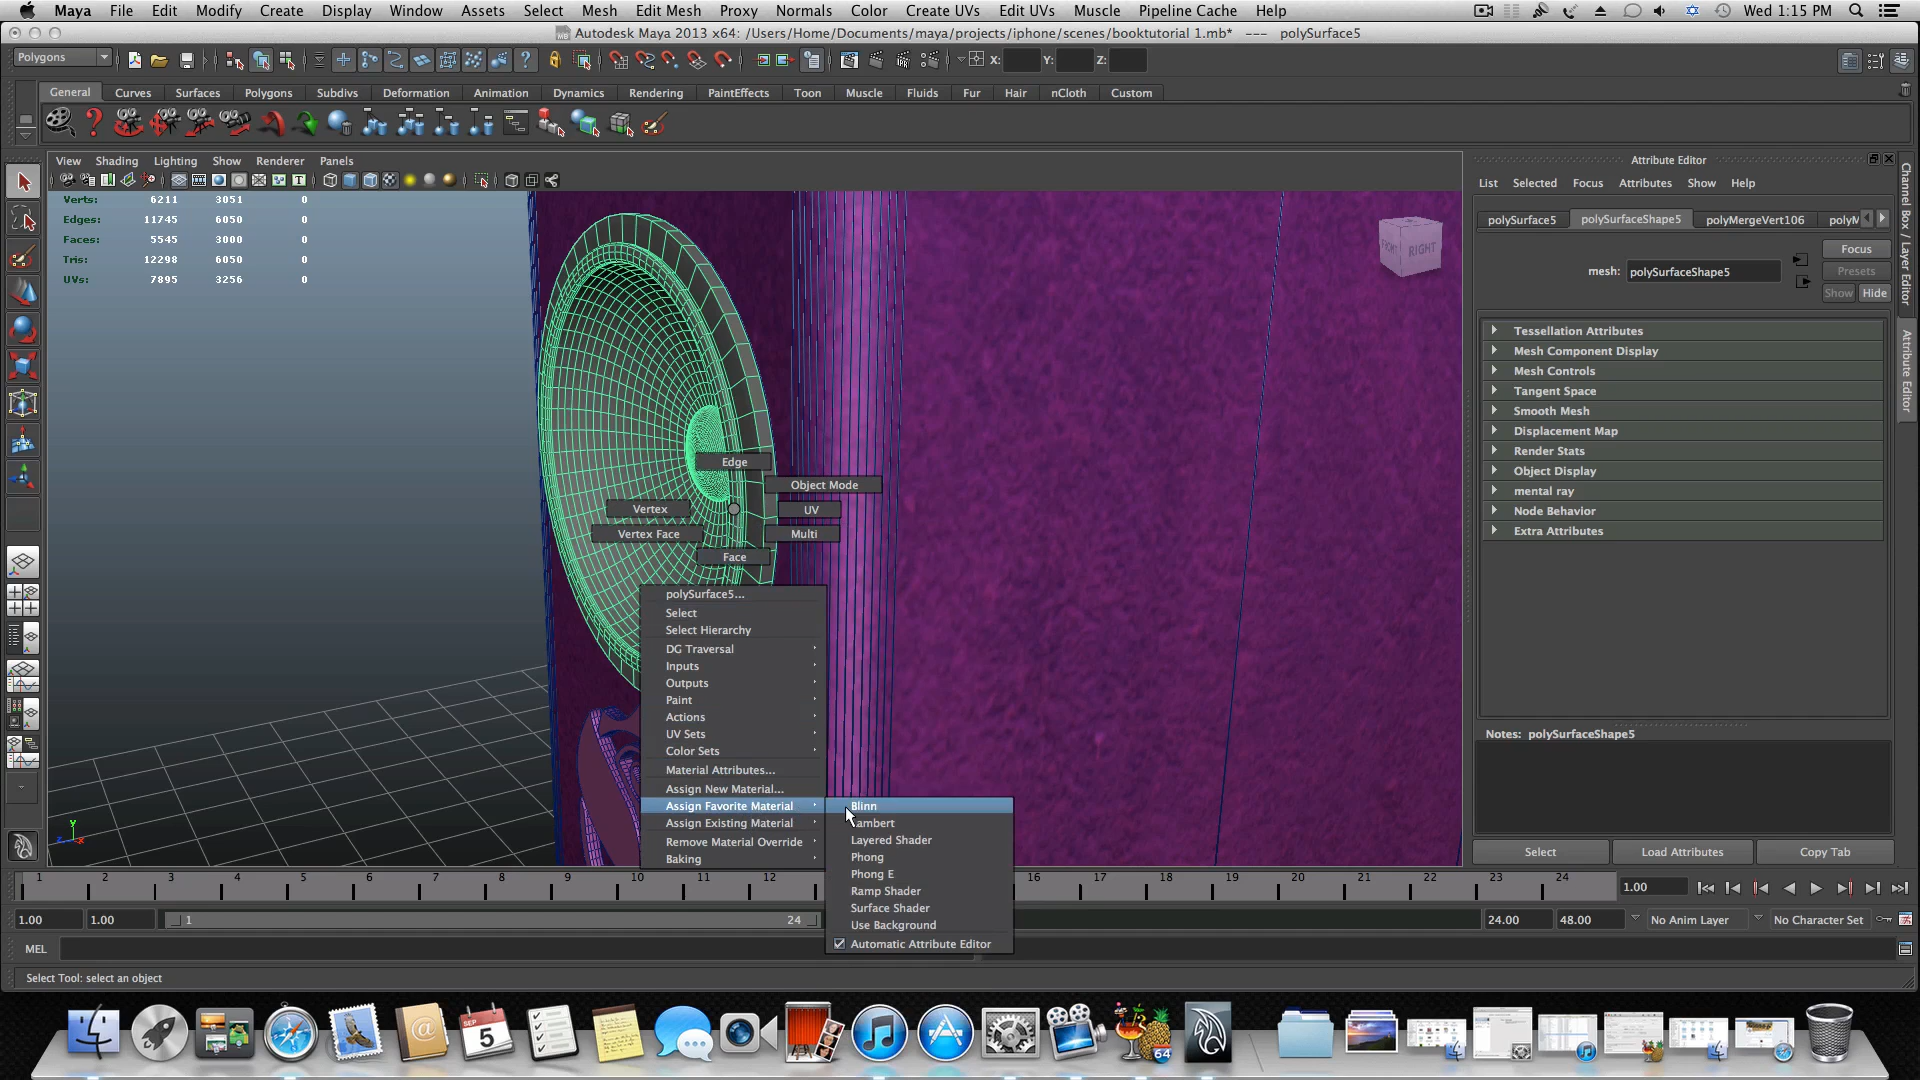 Maya File Edit Modify Create Display Window Assets Select Mesh Edit Mesh Proxy Normals Color Create UVs Edit UVs Muscle Pipeline Cache Help Wed 1:15 PM
Autodesk Maya 2013 x64: /Users/Home/Documents/maya/projects/iphone/scenes/booktutorial 1.mb* --- polySurface5
Polygons X: Y: Z:
General Curves Surfaces Polygons Subdivs Deformation Animation Dynamics Rendering PaintEffects Toon Muscle Fluids Fur Hair nCloth Custom
View Shading Lighting Show Renderer Panels
Verts: 6211 3051 0
Edges: 11745 6050 0
Faces: 5545 3000 0
Tris: 12298 6050 0
UVs: 7895 3256 0
RIGHT
Edge
Object Mode
Vertex UV
Vertex Face Multi
Face
polySurface5...
Select
Select Hierarchy
DG Traversal
Inputs
Outputs
Paint
Actions
UV Sets
Color Sets
Material Attributes...
Assign New Material...
Assign Favorite Material
Assign Existing Material
Remove Material Override
Baking
Blinn
Lambert
Layered Shader
Phong
Phong E
Ramp Shader
Surface Shader
Use Background
Automatic Attribute Editor
Attribute Editor
List Selected Focus Attributes Show Help
polySurface5 polySurfaceShape5 polyMergeVert106 polyM
Focus
mesh: polySurfaceShape5 Presets
Show Hide
Tessellation Attributes
Mesh Component Display
Mesh Controls
Tangent Space
Smooth Mesh
Displacement Map
Render Stats
Object Display
mental ray
Node Behavior
Extra Attributes
Notes: polySurfaceShape5
Select Load Attributes Copy Tab
Channel Box / Layer Editor
Attribute Editor
y
1 2 3 4 5 6 7 8 9 10 11 12 16 17 18 19 20 21 22 23 24 1.00
1.00 1.00 1 24 24.00 48.00 No Anim Layer No Character Set
MEL
Select Tool: select an object
SEP
5
64